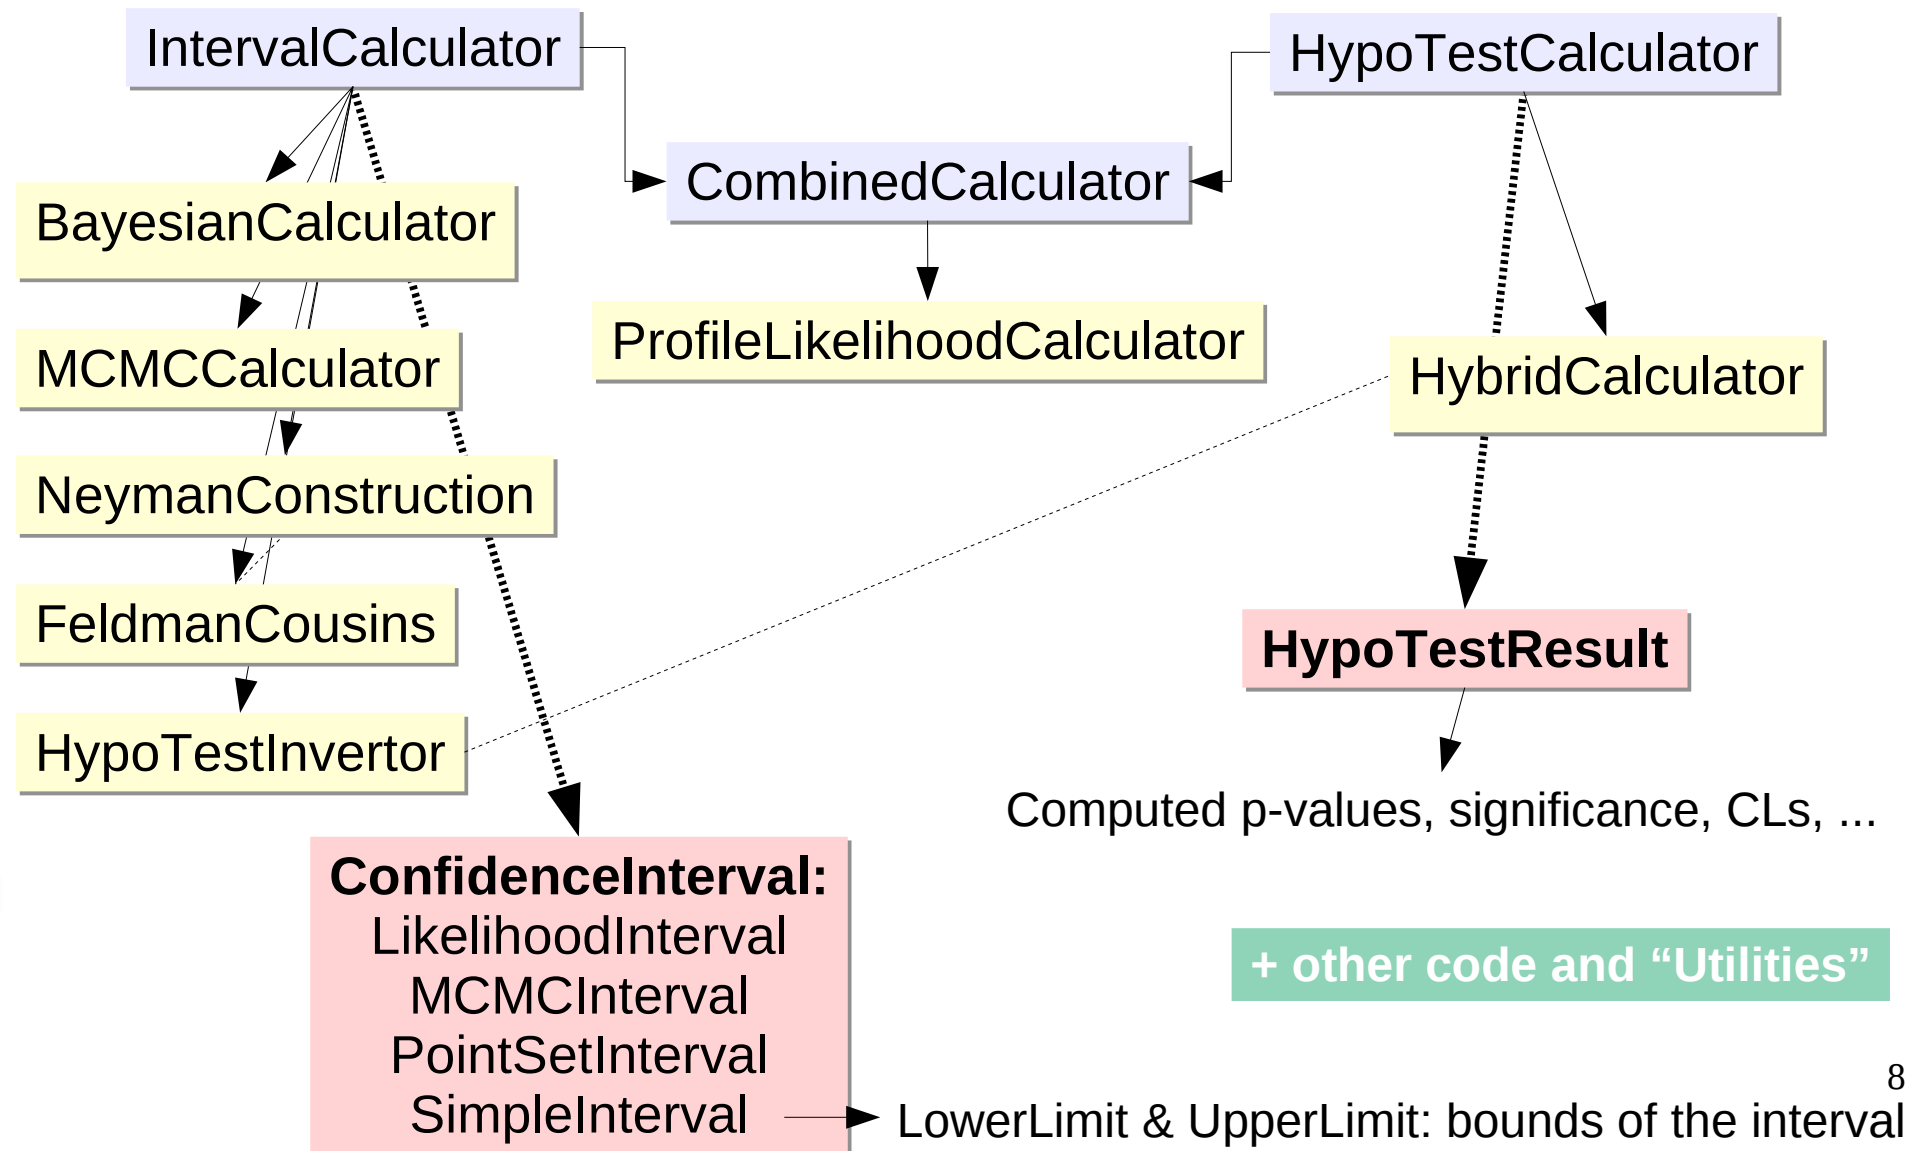 IntervalCalculator
HypoTestCalculator
CombinedCalculator
BayesianCalculator
ProfileLikelihoodCalculator
MCMCCalculator
HybridCalculator
NeymanConstruction
FeldmanCousins
HypoTestResult
HypoTestInvertor
Computed p-values, significance, CLs, ...
ConfidenceInterval:
LikelihoodInterval
MCMCInterval
PointSetInterval
SimpleInterval
+ other code and “Utilities”
8
LowerLimit & UpperLimit: bounds of the interval